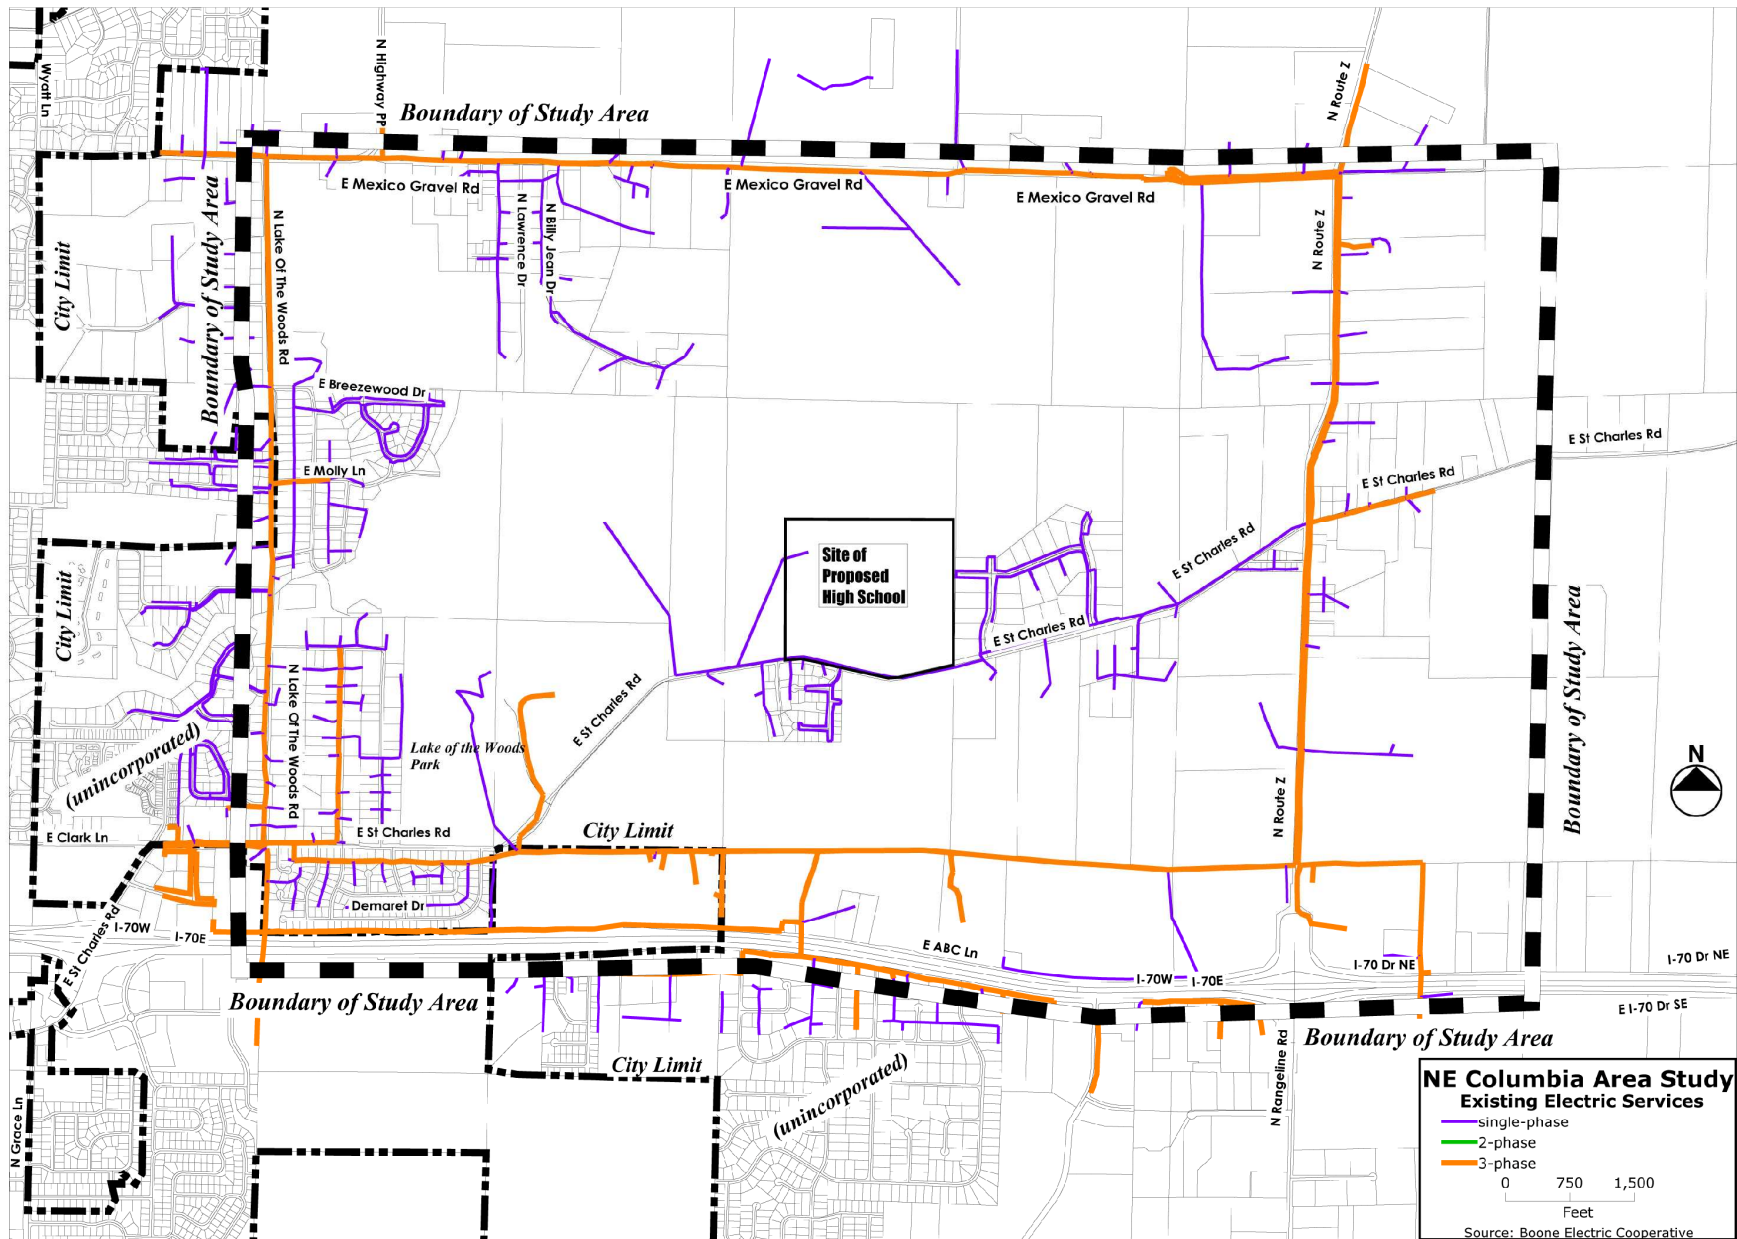 Wyatt Ln
N Highway PP
Boundary of Study Area
N Route Z
E Mexico Gravel Rd
E Mexico Gravel Rd
E Mexico Gravel Rd
City Limit
Boundary of Study Area
N Lake Of The Woods Rd
N Lawrence Dr
N Billy Jean Dr
N Route Z
E Breezewood Dr
E Molly Ln
E St Charles Rd
E St Charles Rd
E St Charles Rd
Site of
Proposed
High School
City Limit
E St Charles Rd
Boundary of Study Area
N Lake Of The Woods Rd
E St Charles Rd
Lake of the Woods
Park
(unincorporated)
N
N Route Z
E Clark Ln
E St Charles Rd
City Limit
Demaret Dr
E St Charles Rd
I-70W
I-70E
E ABC Ln
I-70W
I-70E
I-70 Dr NE
I-70 Dr NE
Boundary of Study Area
E I-70 Dr SE
Boundary of Study Area
City Limit
(unincorporated)
N Rangeline Rd
N Grace Ln
NE Columbia Area Study
Existing Electric Services
single-phase
2-phase
3-phase
0 750 1,500
Feet
Source: Boone Electric Cooperative